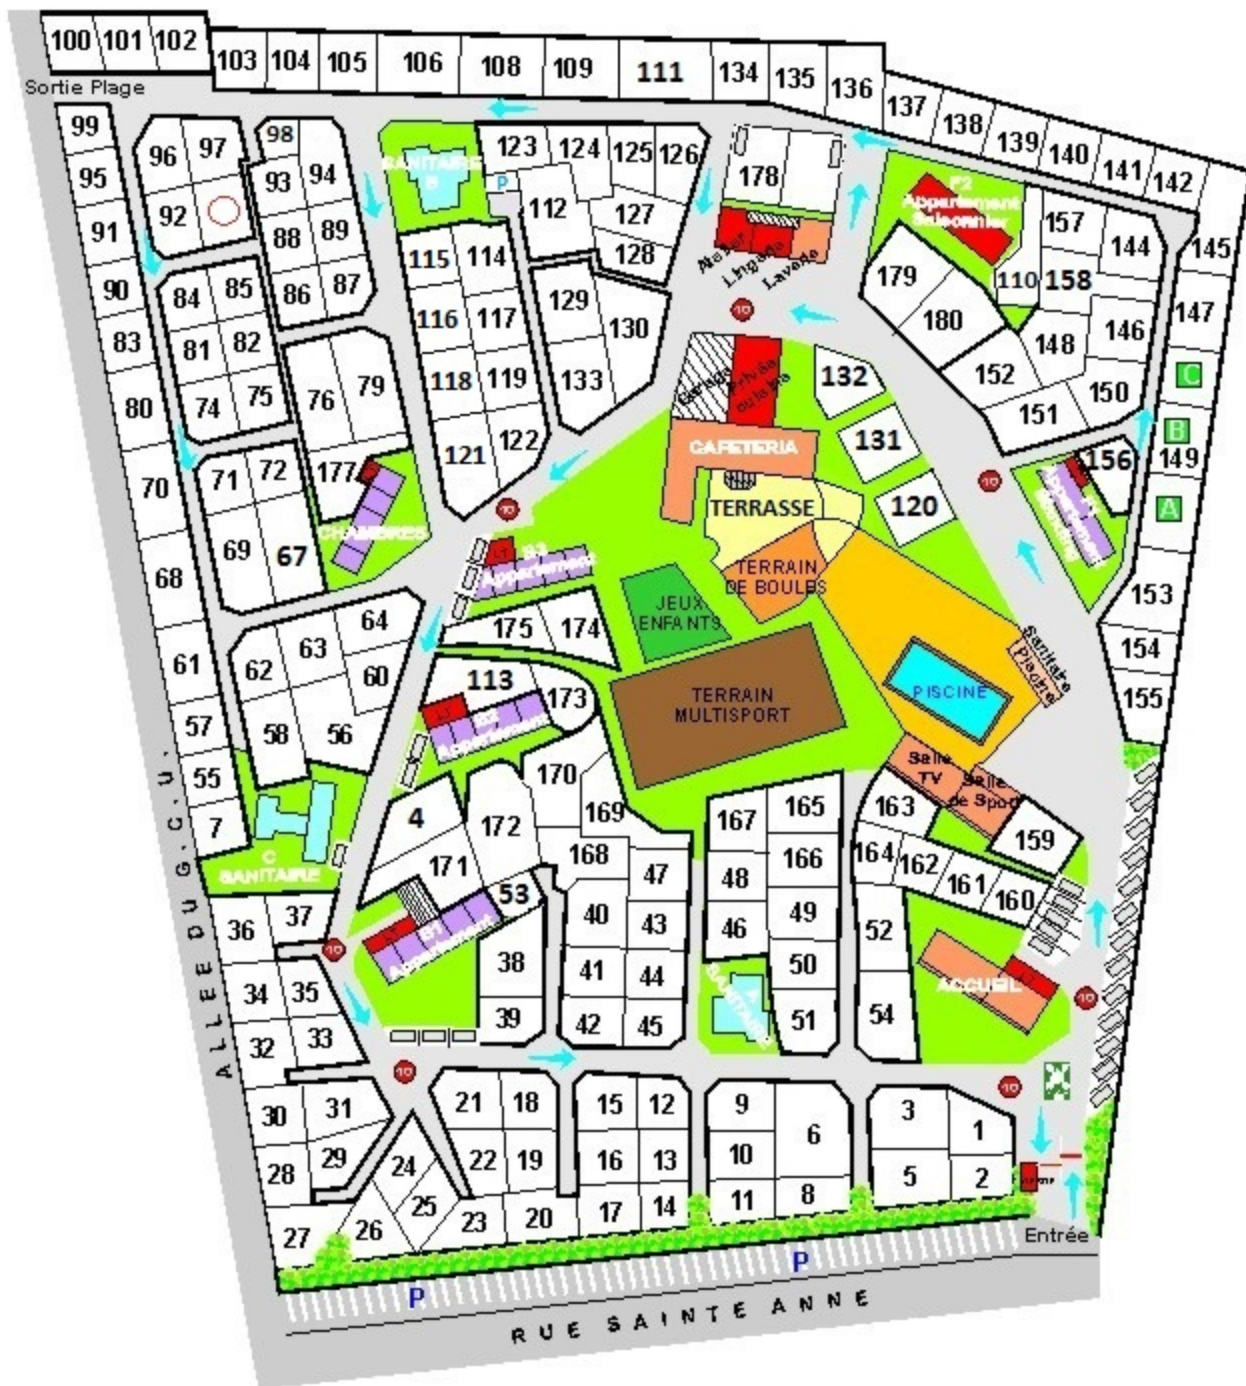 100 101 102
103 104 105 106 108 109 111 134 135 136
137 138 139 140 141 142
Sortie Plage
99
95
91
90
83
80
70
68
61
57
55
7
96 97
92
98
93 94
88 89
86 87
84 85
81 82
74 75
76 79
177
71 72
69 67
CHAMBRES
SANITAIRE
B
P
123 124 125 126
112 127
128
115 114
116 117
118 119
121 122
129 130
133
178
Atelier
Lingerie
Laverie
10
P2
Appartement
Saisonnier
157 144
110 158
146
148
179
180
152
151 150
145
147
C
B
149
A
156
153
154
155
Garage
CAFETERIA
TERRASSE
132
131
120
10
10
TERRAIN
DE BOULES
JEUX
ENFANTS
TERRAIN
MULTISPORT
PISCINE
Sanitaire
Piscine
B3
Appartement
175 174
64
63
62 60
58 56
113
173
B2
Appartement
170
169
4
172
171
168
53
B1
Appartement
C
SANITAIRE
36 37
10
34 35
32 33
30 31
28 29
27
38
39
40 47
43
41 44
42 45
167 165
48 166
46 49
50
51
A
SANITAIRE
Salle
TV
Salle
de Sport
163
159
164 162 161 160
52
54
ACCUEIL
10
10
10
21 18
22 19
24
25
26 23 20
15 12
16 13
17 14
9 6
10
11 8
3 1
5 2
Entrée
P
P
RUE SAINTE ANNE
ALLEE DU G.C.U.